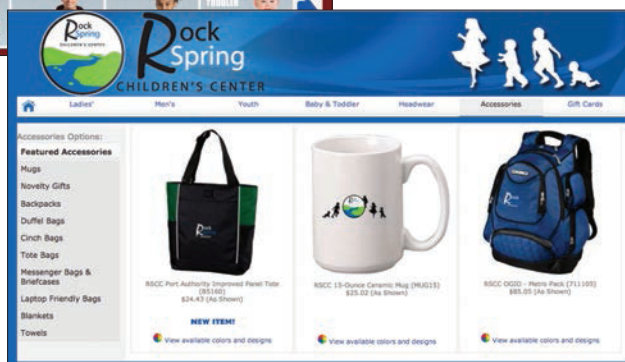 TODDLER
Rock
Spring
CHILDREN'S CENTER
Ladies'
Men's
Youth
Baby & Toddler
Headwear
Accessories
Gift Cards
Accessories Options:
Featured Accessories
Mugs
Novelty Gifts
Backpacks
Duffel Bags
Cinch Bags
Tote Bags
Messenger Bags &
Briefcases
Laptop Friendly Bags
Blankets
Towels
RSCC Port Authority Improved Panel Tote
(B5160)
$24.43 (As Shown)
NEW ITEM!
View available colors and designs
RSCC 15-Ounce Ceramic Mug (MUG15)
$25.02 (As Shown)
View available colors and designs
RSCC OGIO - Metro Pack (711105)
$85.05 (As Shown)
View available colors and designs